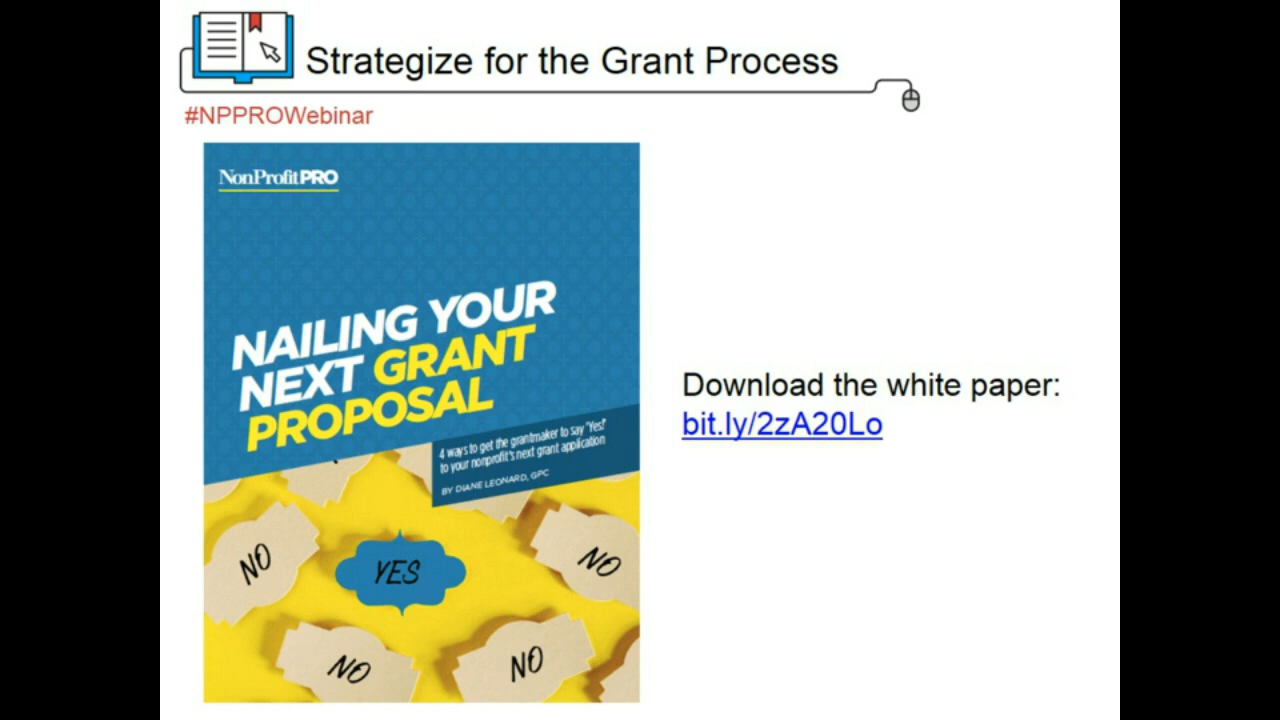 Strategize for the Grant Process
#NPPROWebinar
NonProfitPRO
NAILING YOUR
NEXT GRANT
PROPOSAL
4 ways to get the grantmaker to say 'Yes!'
to your nonprofit's next grant application
BY DIANE LEONARD, GPC
Download the white paper:
bit.ly/2zA20Lo
NO
YES
NO
NO
NO